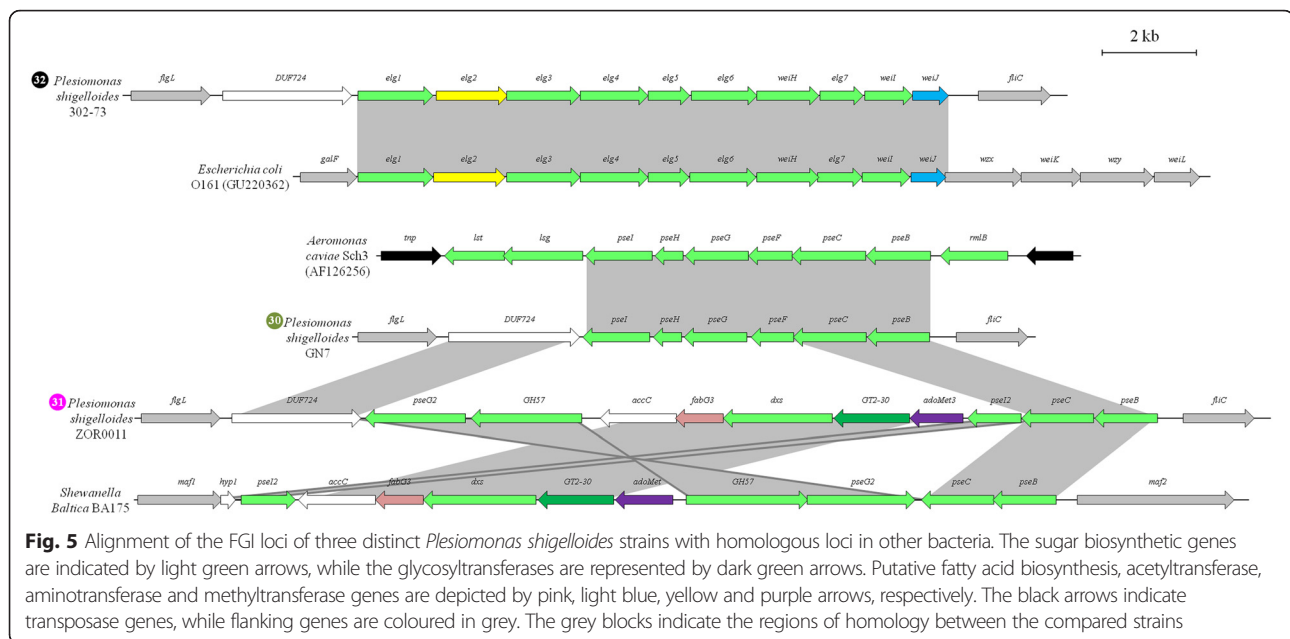 2 kb
32 Plesiomonas
shigelloides
302-73
flgL DUF724 elg1 elg2 elg3 elg4 elg5 elg6 weiH elg7 weiI weiJ fliC
Escherichia coli
O161 (GU220362)
galF elg1 elg2 elg3 elg4 elg5 elg6 weiH elg7 weiI weiJ wzx weiK wzy weiL
Aeromonas
caviae Sch3
(AF126256)
tnp lst lsg pseI pseH pseG pseF pseC pseB rmlB
30 Plesiomonas
shigelloides
GN7
flgL DUF724 pseI pseH pseG pseF pseC pseB fliC
31 Plesiomonas
shigelloides
ZOR0011
flgL DUF724 pseG2 GH57 accC fabG3 dxs GT2-30 adoMet3 pseI2 pseC pseB fliC
Shewanella
Baltica BA175
maf1 hyp1 pseI2 accC fabG3 dxs GT2-30 adoMet GH57 pseG2 pseC pseB maf2
Fig. 5 Alignment of the FGI loci of three distinct Plesiomonas shigelloides strains with homologous loci in other bacteria. The sugar biosynthetic genes
are indicated by light green arrows, while the glycosyltransferases are represented by dark green arrows. Putative fatty acid biosynthesis, acetyltransferase,
aminotransferase and methyltransferase genes are depicted by pink, light blue, yellow and purple arrows, respectively. The black arrows indicate
transposase genes, while flanking genes are coloured in grey. The grey blocks indicate the regions of homology between the compared strains